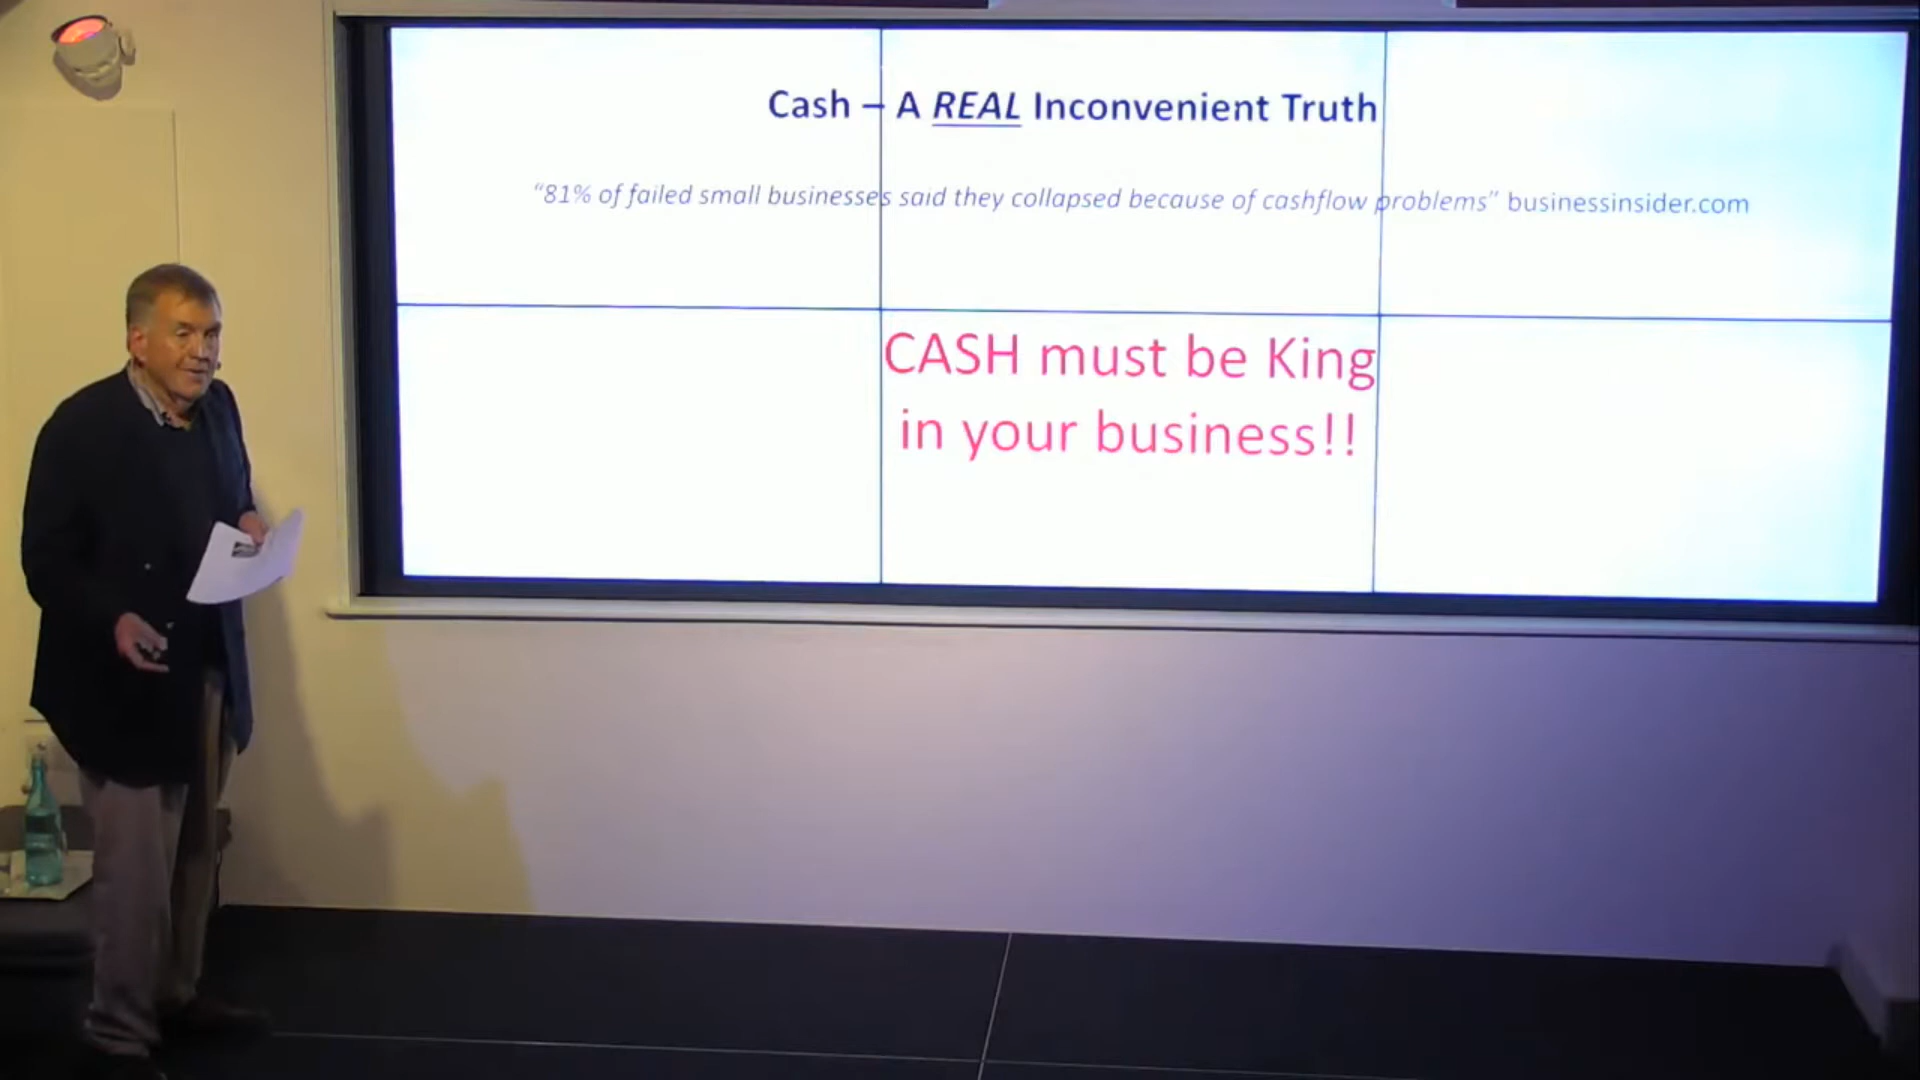 Cash – A REAL Inconvenient Truth
“81% of failed small businesses said they collapsed because of cashflow problems” businessinsider.com
CASH must be King
in your business!!